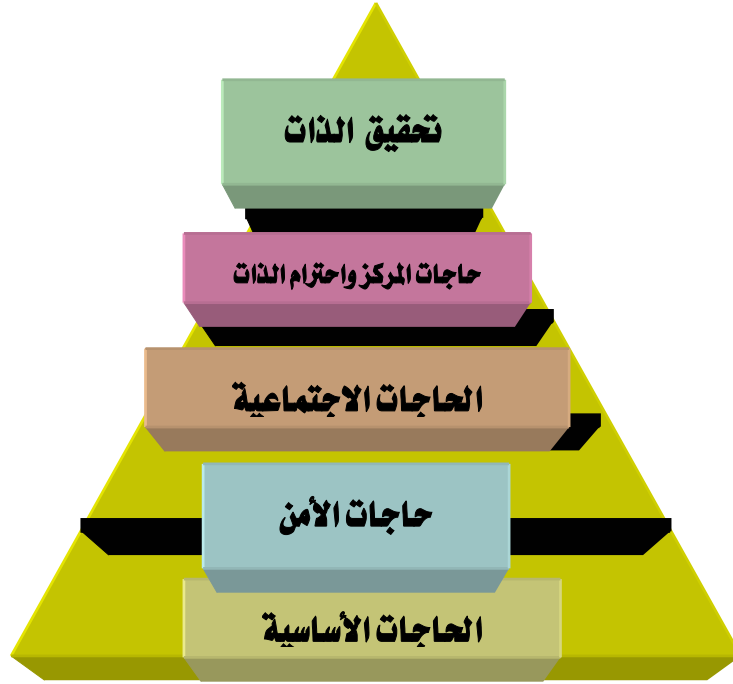 تحقيق الذات
حاجات المركز واحترام الذات
الحاجات الاجتماعية
حاجات الأمن
الحاجات الأساسية